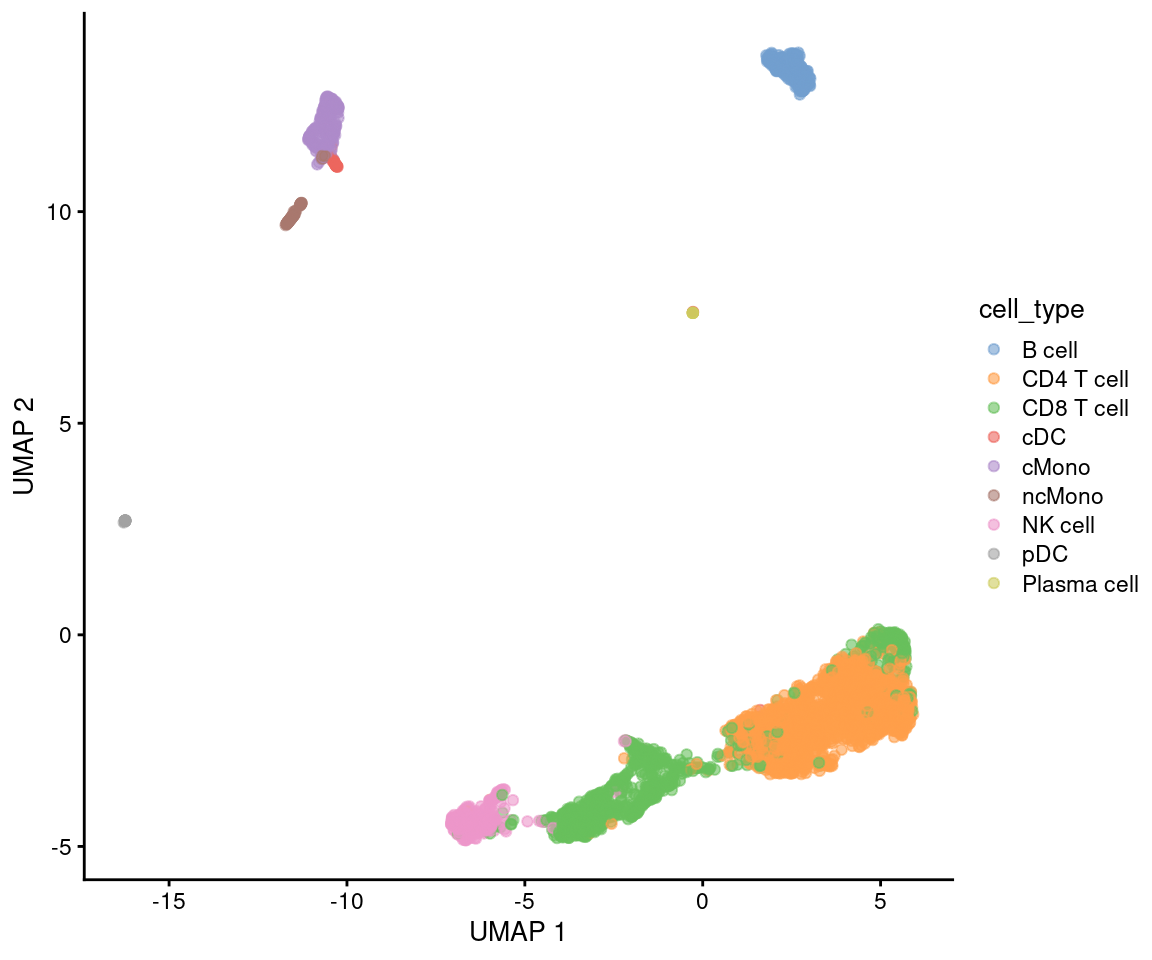 10
5
0
-5
UMAP 2
-15
-10
-5
0
5
UMAP 1
cell_type
B cell
CD4 T cell
CD8 T cell
cDC
cMono
ncMono
NK cell
pDC
Plasma cell